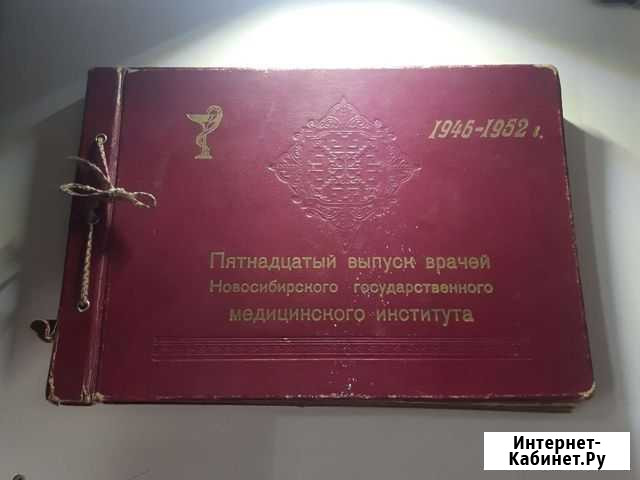 1946-1952 г.
Пятнадцатый выпуск врачей
Новосибирского государственного
медицинского института
Интернет-
Кабинет.Ру